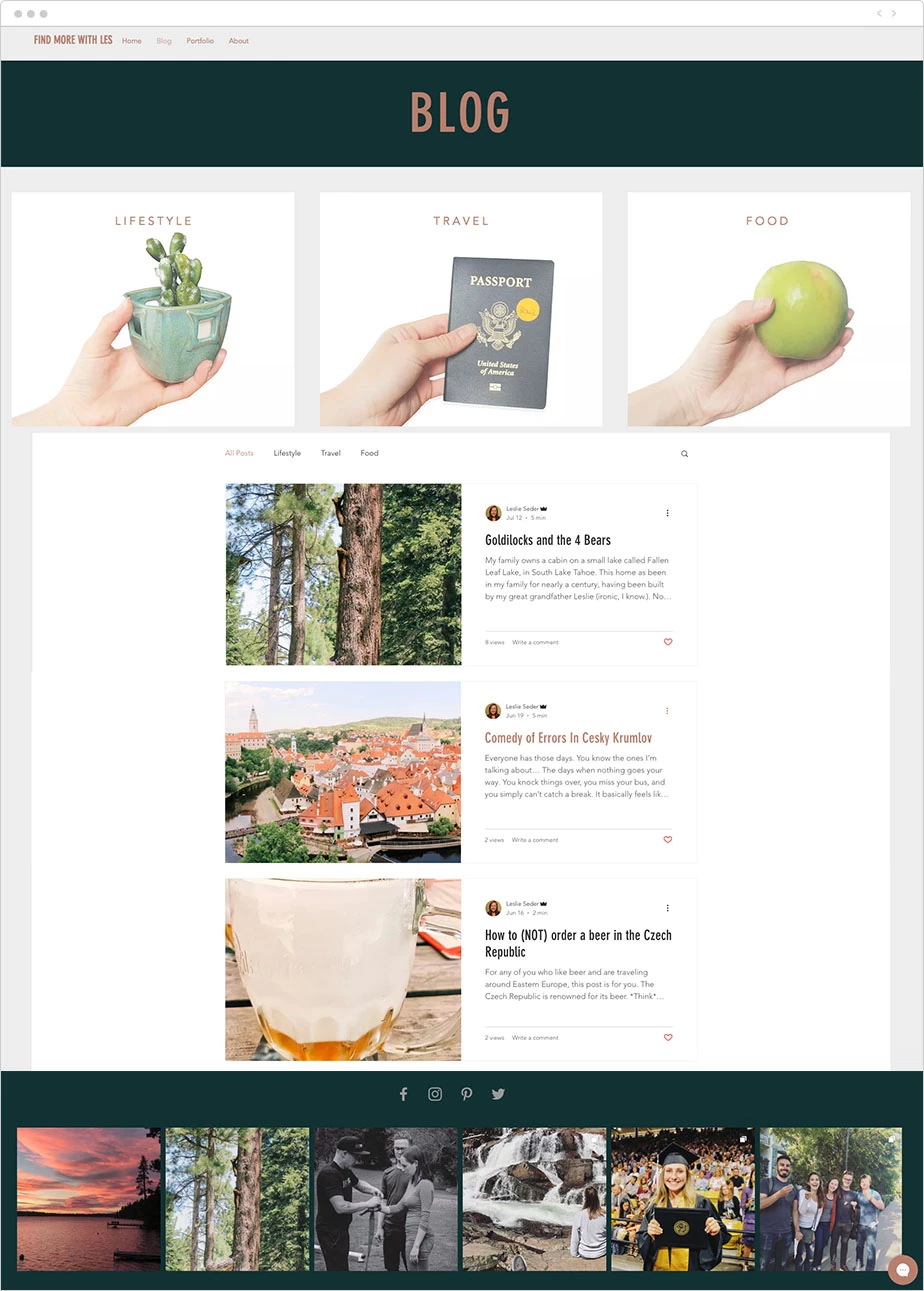 FIND MORE WITH LES Home Blog Portfolio About
BLOG
LIFESTYLE
TRAVEL
FOOD
PASSPORT
United States
of America
All Posts Lifestyle Travel Food
Leslie Seder
Jul 12 • 5 min
Goldilocks and the 4 Bears
My family owns a cabin on a small lake called Fallen
Leaf Lake, in South Lake Tahoe. This home as been
in my family for nearly a century, having been built
by my great grandfather Leslie (ironic, I know.). No…
8 views Write a comment
Leslie Seder
Jun 19 • 5 min
Comedy of Errors In Cesky Krumlov
Everyone has those days. You know the ones I'm
talking about… The days when nothing goes your
way. You knock things over, you miss your bus, and
you simply can't catch a break. It basically feels lik…
2 views Write a comment
Leslie Seder
Jun 16 • 2 min
How to (NOT) order a beer in the Czech
Republic
For any of you who like beer and are traveling
around Eastern Europe, this post is for you. The
Czech Republic is renowned for its beer. *Think*…
2 views Write a comment